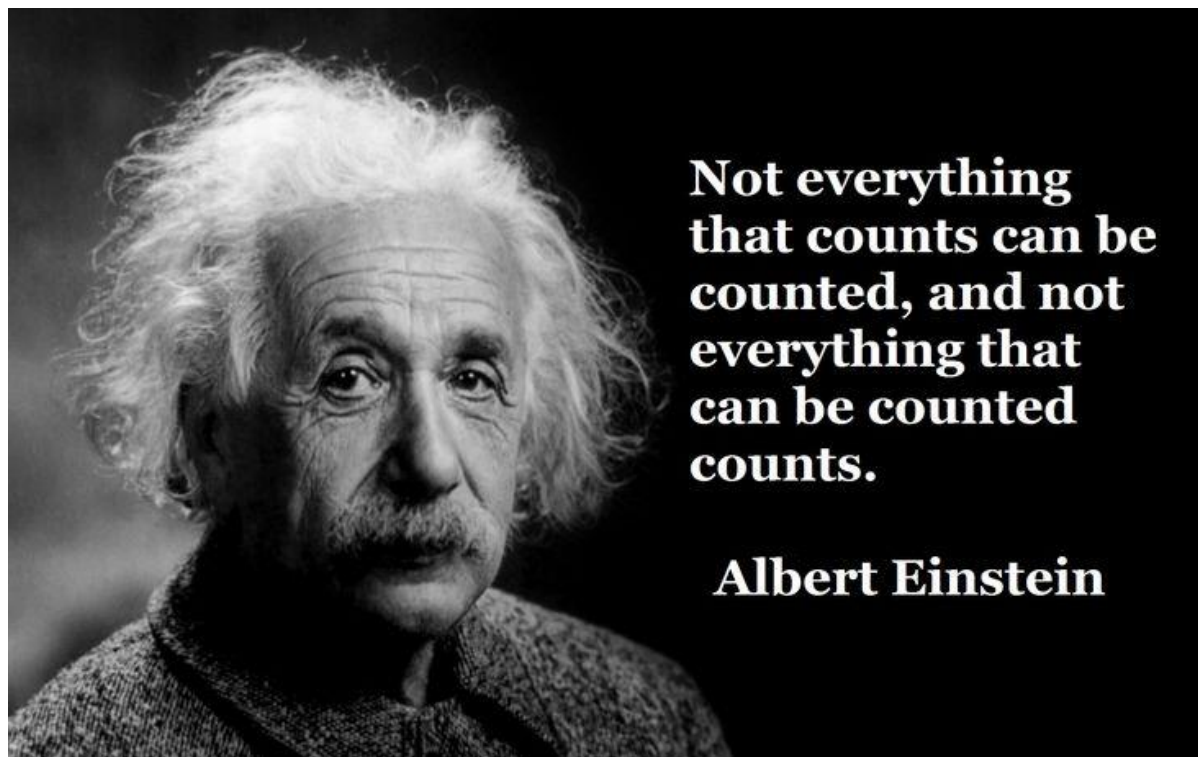 Not everything
that counts can be
counted, and not
everything that
can be counted
counts.
Albert Einstein